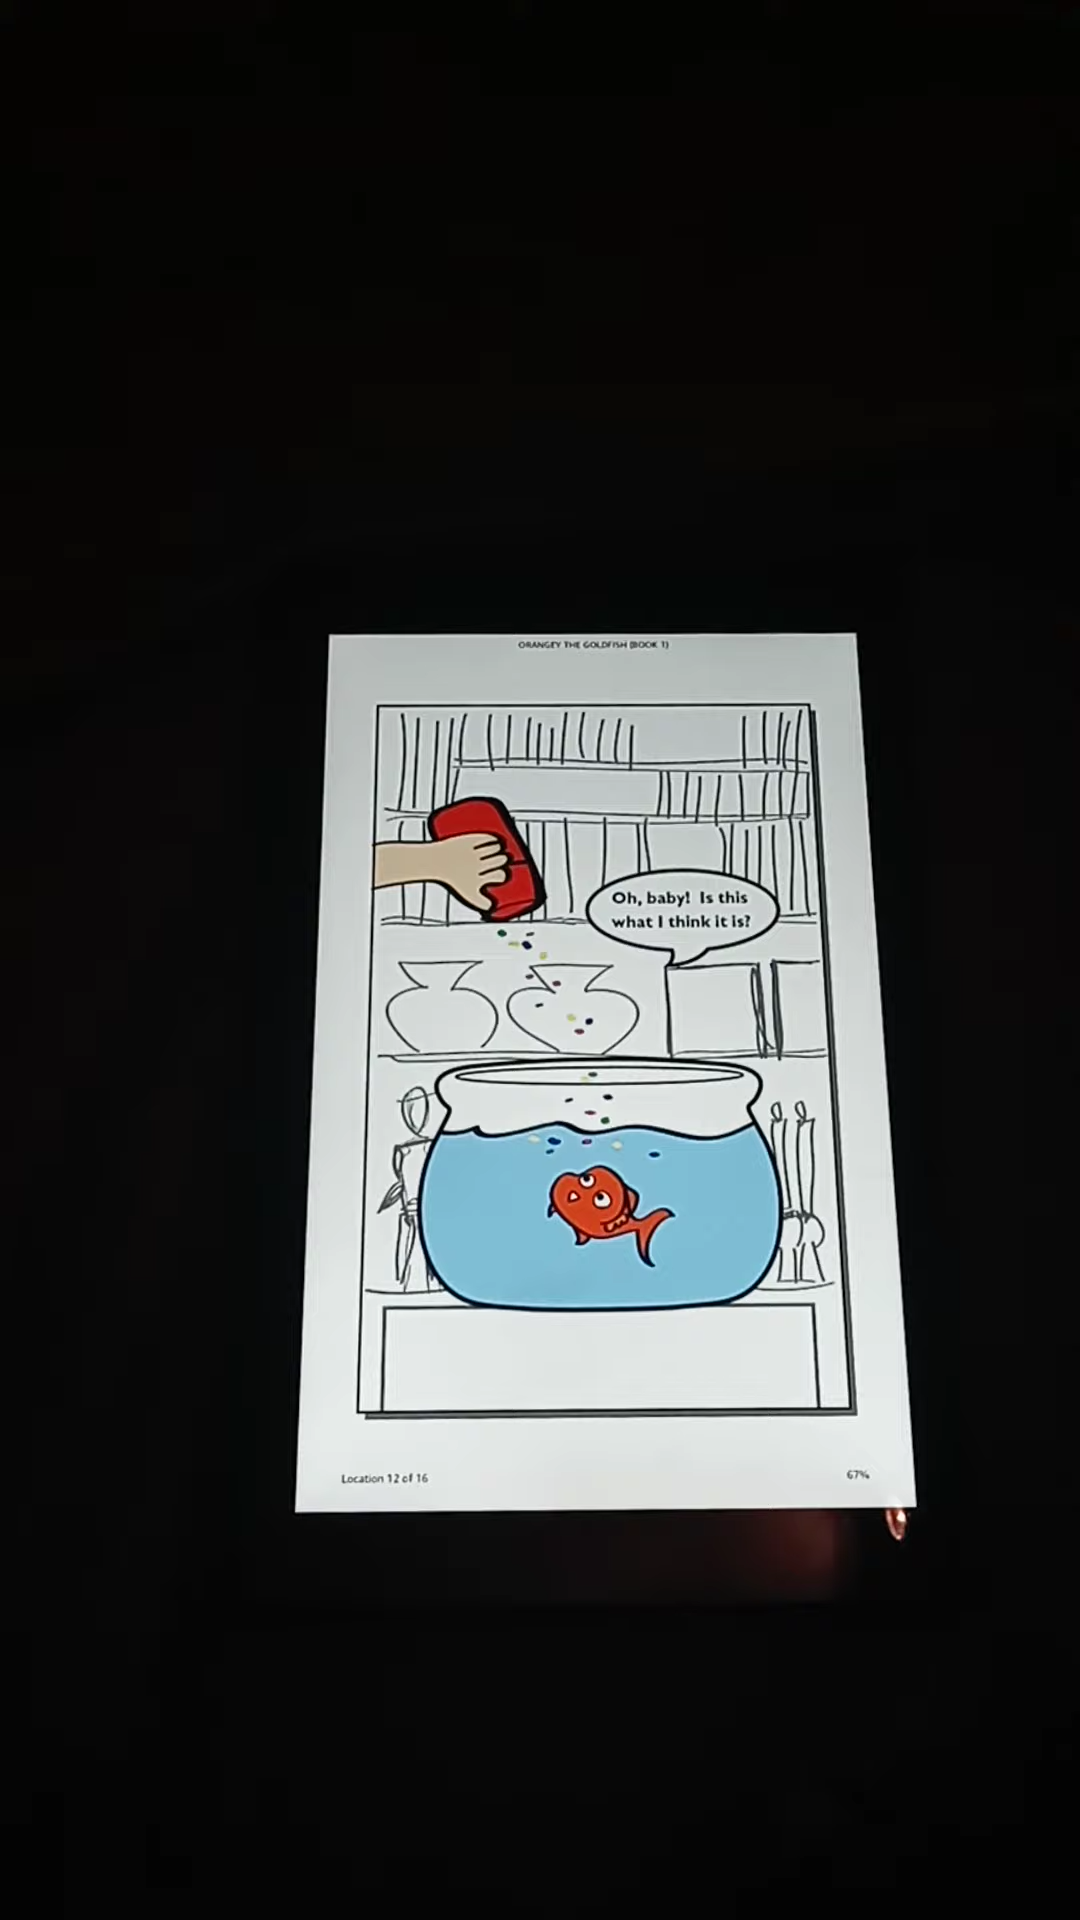 ORANGEY THE GOLDFISH (BOOK 1)
Oh, baby! Is this
what I think it is?
Location 12 of 16
67%